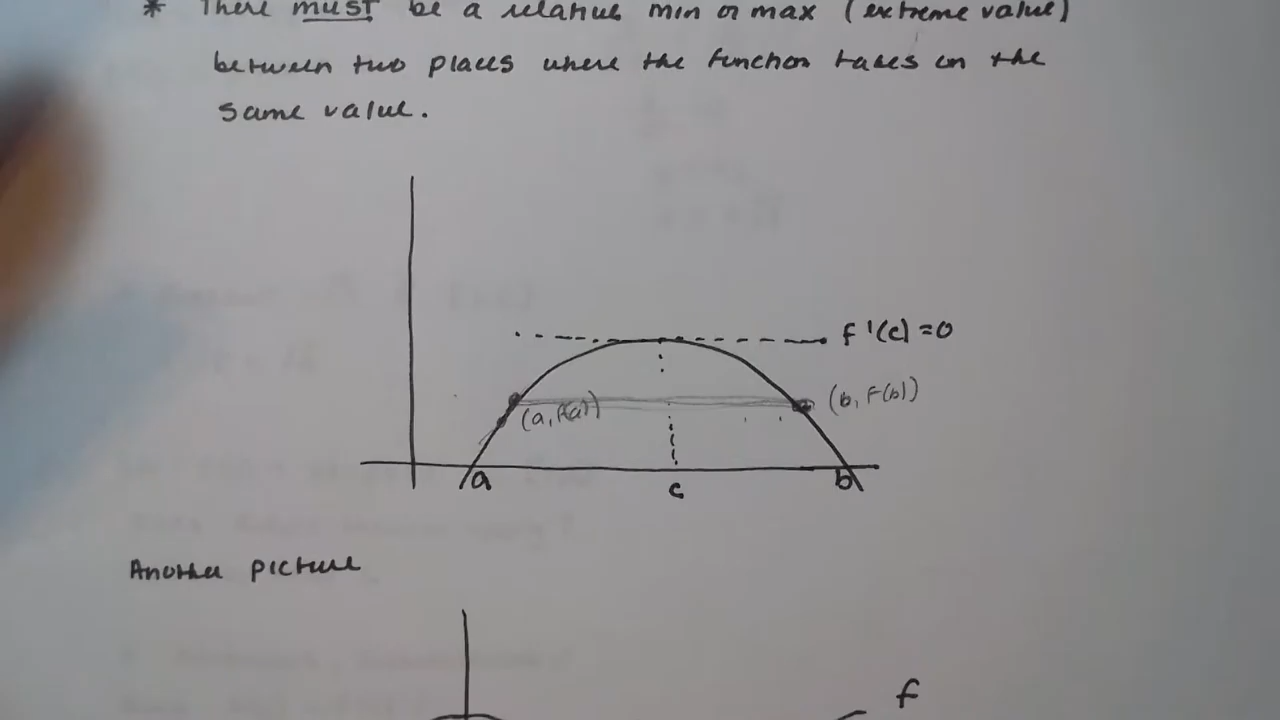 * There must be a relative min or max (extreme value)
between two places where the function takes on the
same value.
f'(c) = 0
(a, f(a))
(b, F(b))
a
c
b
Another picture
f